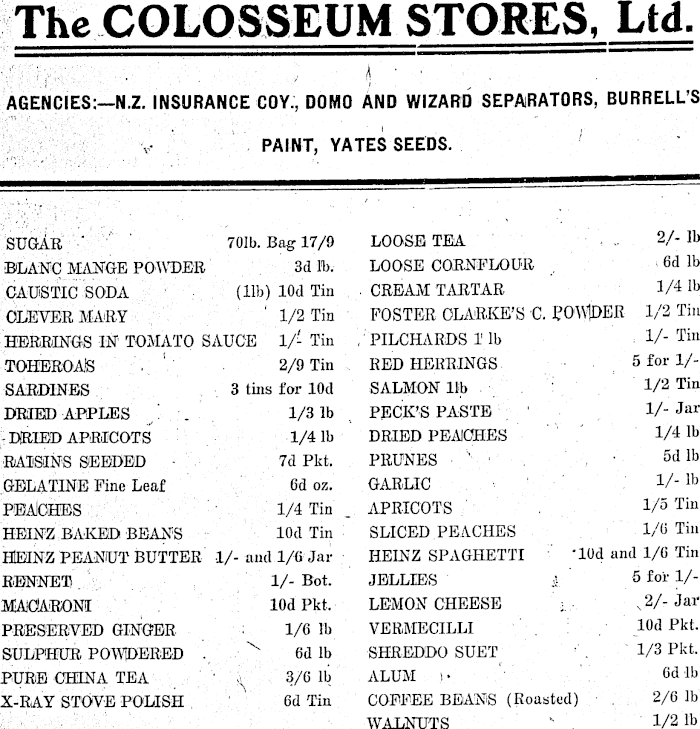 The COLOSSEUM STORES, Ltd.
AGENCIES:—N.Z. INSURANCE COY., DOMO AND WIZARD SEPARATORS, BURRELL'S
PAINT, YATES SEEDS.
SUGAR 70lb. Bag 17/9
BLANC MANGE POWDER 3d lb.
CAUSTIC SODA (1lb) 10d Tin
CLEVER MARY 1/2 Tin
HERRINGS IN TOMATO SAUCE 1/- Tin
TOHEROAS 2/9 Tin
SARDINES 3 tins for 10d
DRIED APPLES 1/3 lb
DRIED APRICOTS 1/4 lb
RAISINS SEEDED 7d Pkt.
GELATINE Fine Leaf 6d oz.
PEACHES 1/4 Tin
HEINZ BAKED BEANS 10d Tin
HEINZ PEANUT BUTTER 1/- and 1/6 Jar
RENNET 1/- Bot.
MACARONI 10d Pkt.
PRESERVED GINGER 1/6 lb
SULPHUR POWDERED 6d lb
PURE CHINA TEA 3/6 lb
X-RAY STOVE POLISH 6d Tin
LOOSE TEA 2/- lb
LOOSE CORNFLOUR 6d lb
CREAM TARTAR 1/4 lb
FOSTER CLARKE'S C. POWDER 1/2 Tin
PILCHARDS 1 lb 1/- Tin
RED HERRINGS 5 for 1/-
SALMON 1lb 1/2 Tin
PECK'S PASTE 1/- Jar
DRIED PEACHES 1/4 lb
PRUNES 5d lb
GARLIC 1/- lb
APRICOTS 1/5 Tin
SLICED PEACHES 1/6 Tin
HEINZ SPAGHETTI 10d and 1/6 Tin
JELLIES 5 for 1/-
LEMON CHEESE 2/- Jar
VERMECILLI 10d Pkt.
SHREDDO SUET 1/3 Pkt.
ALUM 6d lb
COFFEE BEANS (Roasted) 2/6 lb
WALNUTS 1/2 lb